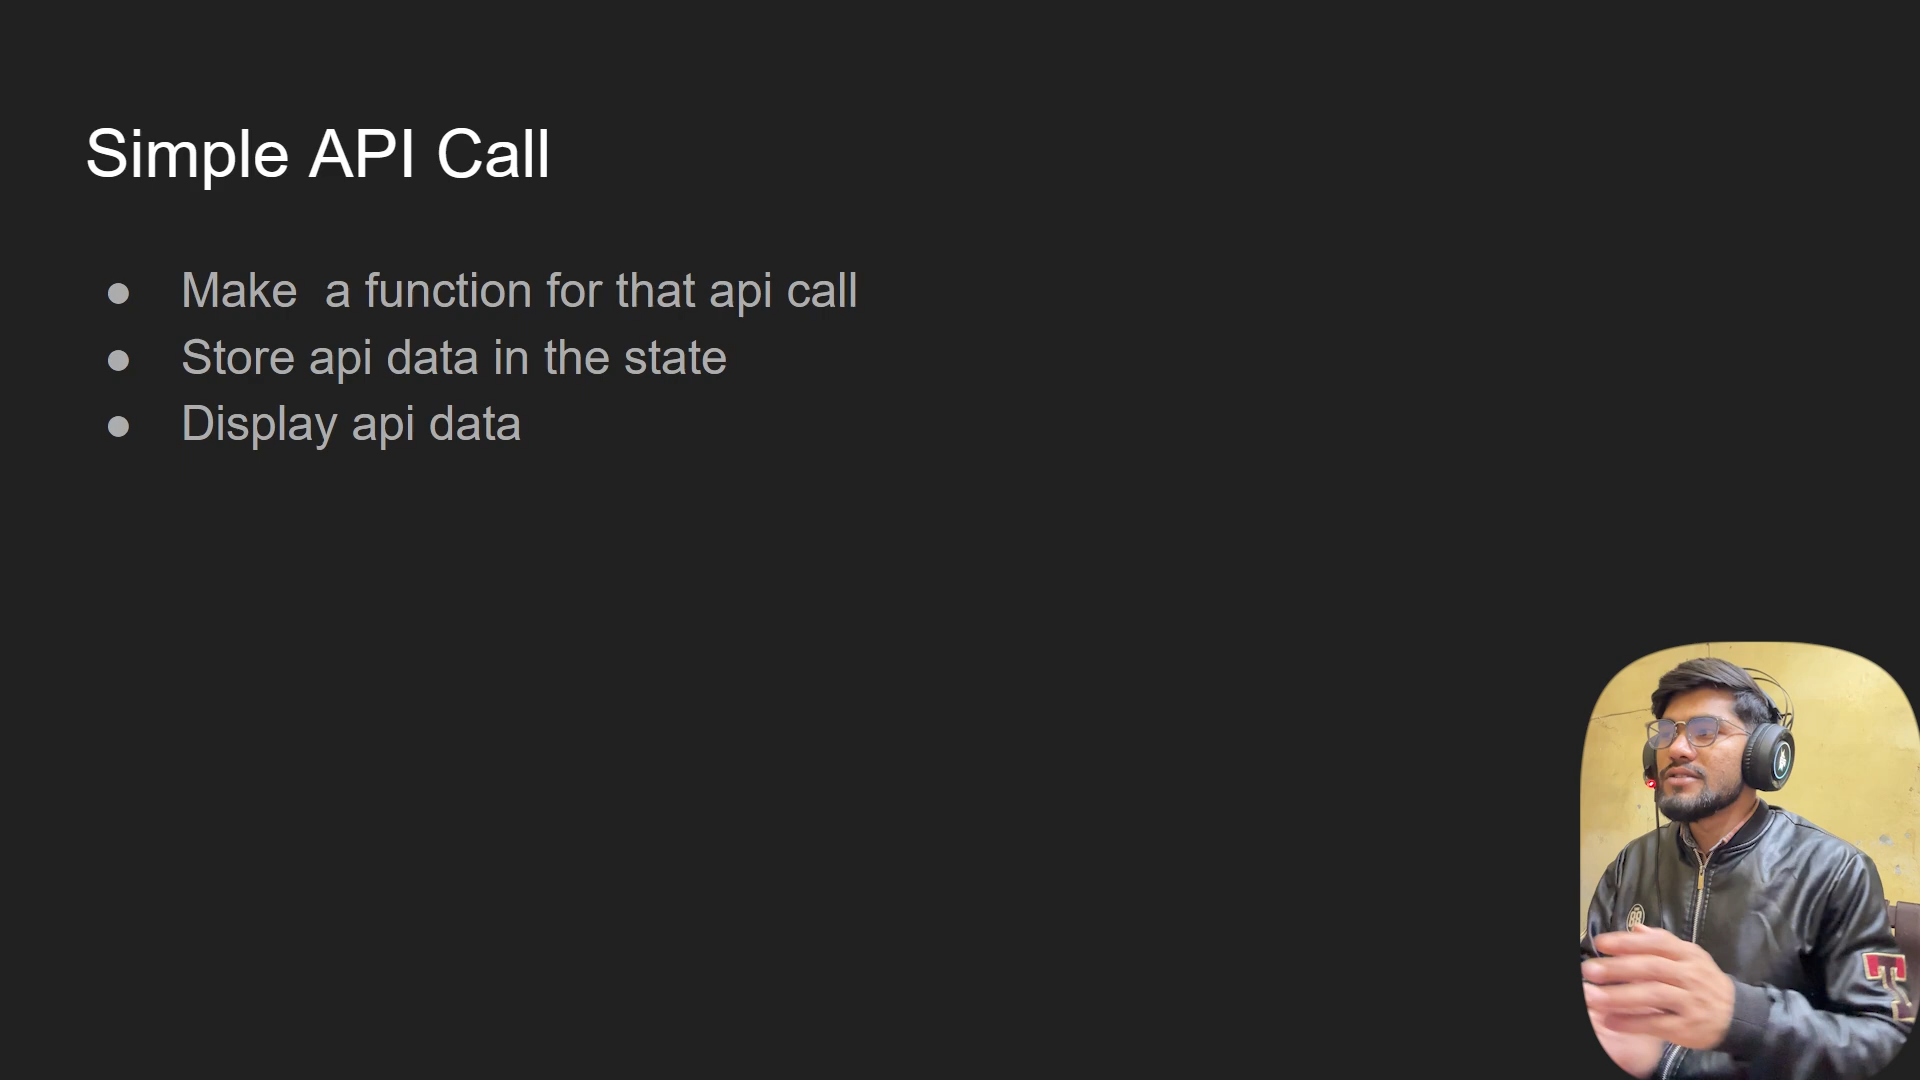 Simple API Call
● Make  a function for that api call
● Store api data in the state
● Display api data